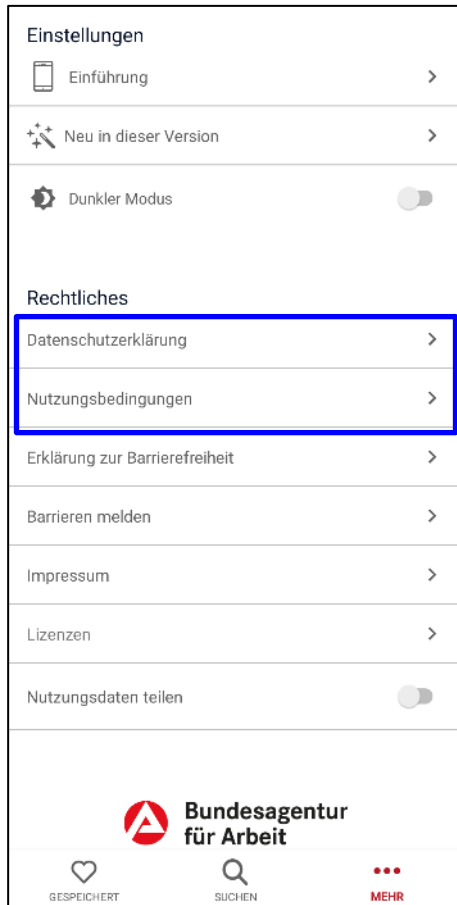 Einstellungen
Einführung
Neu in dieser Version
Dunkler Modus
Rechtliches
Datenschutzerklärung
Nutzungsbedingungen
Erklärung zur Barrierefreiheit
Barrieren melden
Impressum
Lizenzen
Nutzungsdaten teilen
Bundesagentur
für Arbeit
GESPEICHERT SUCHEN MEHR